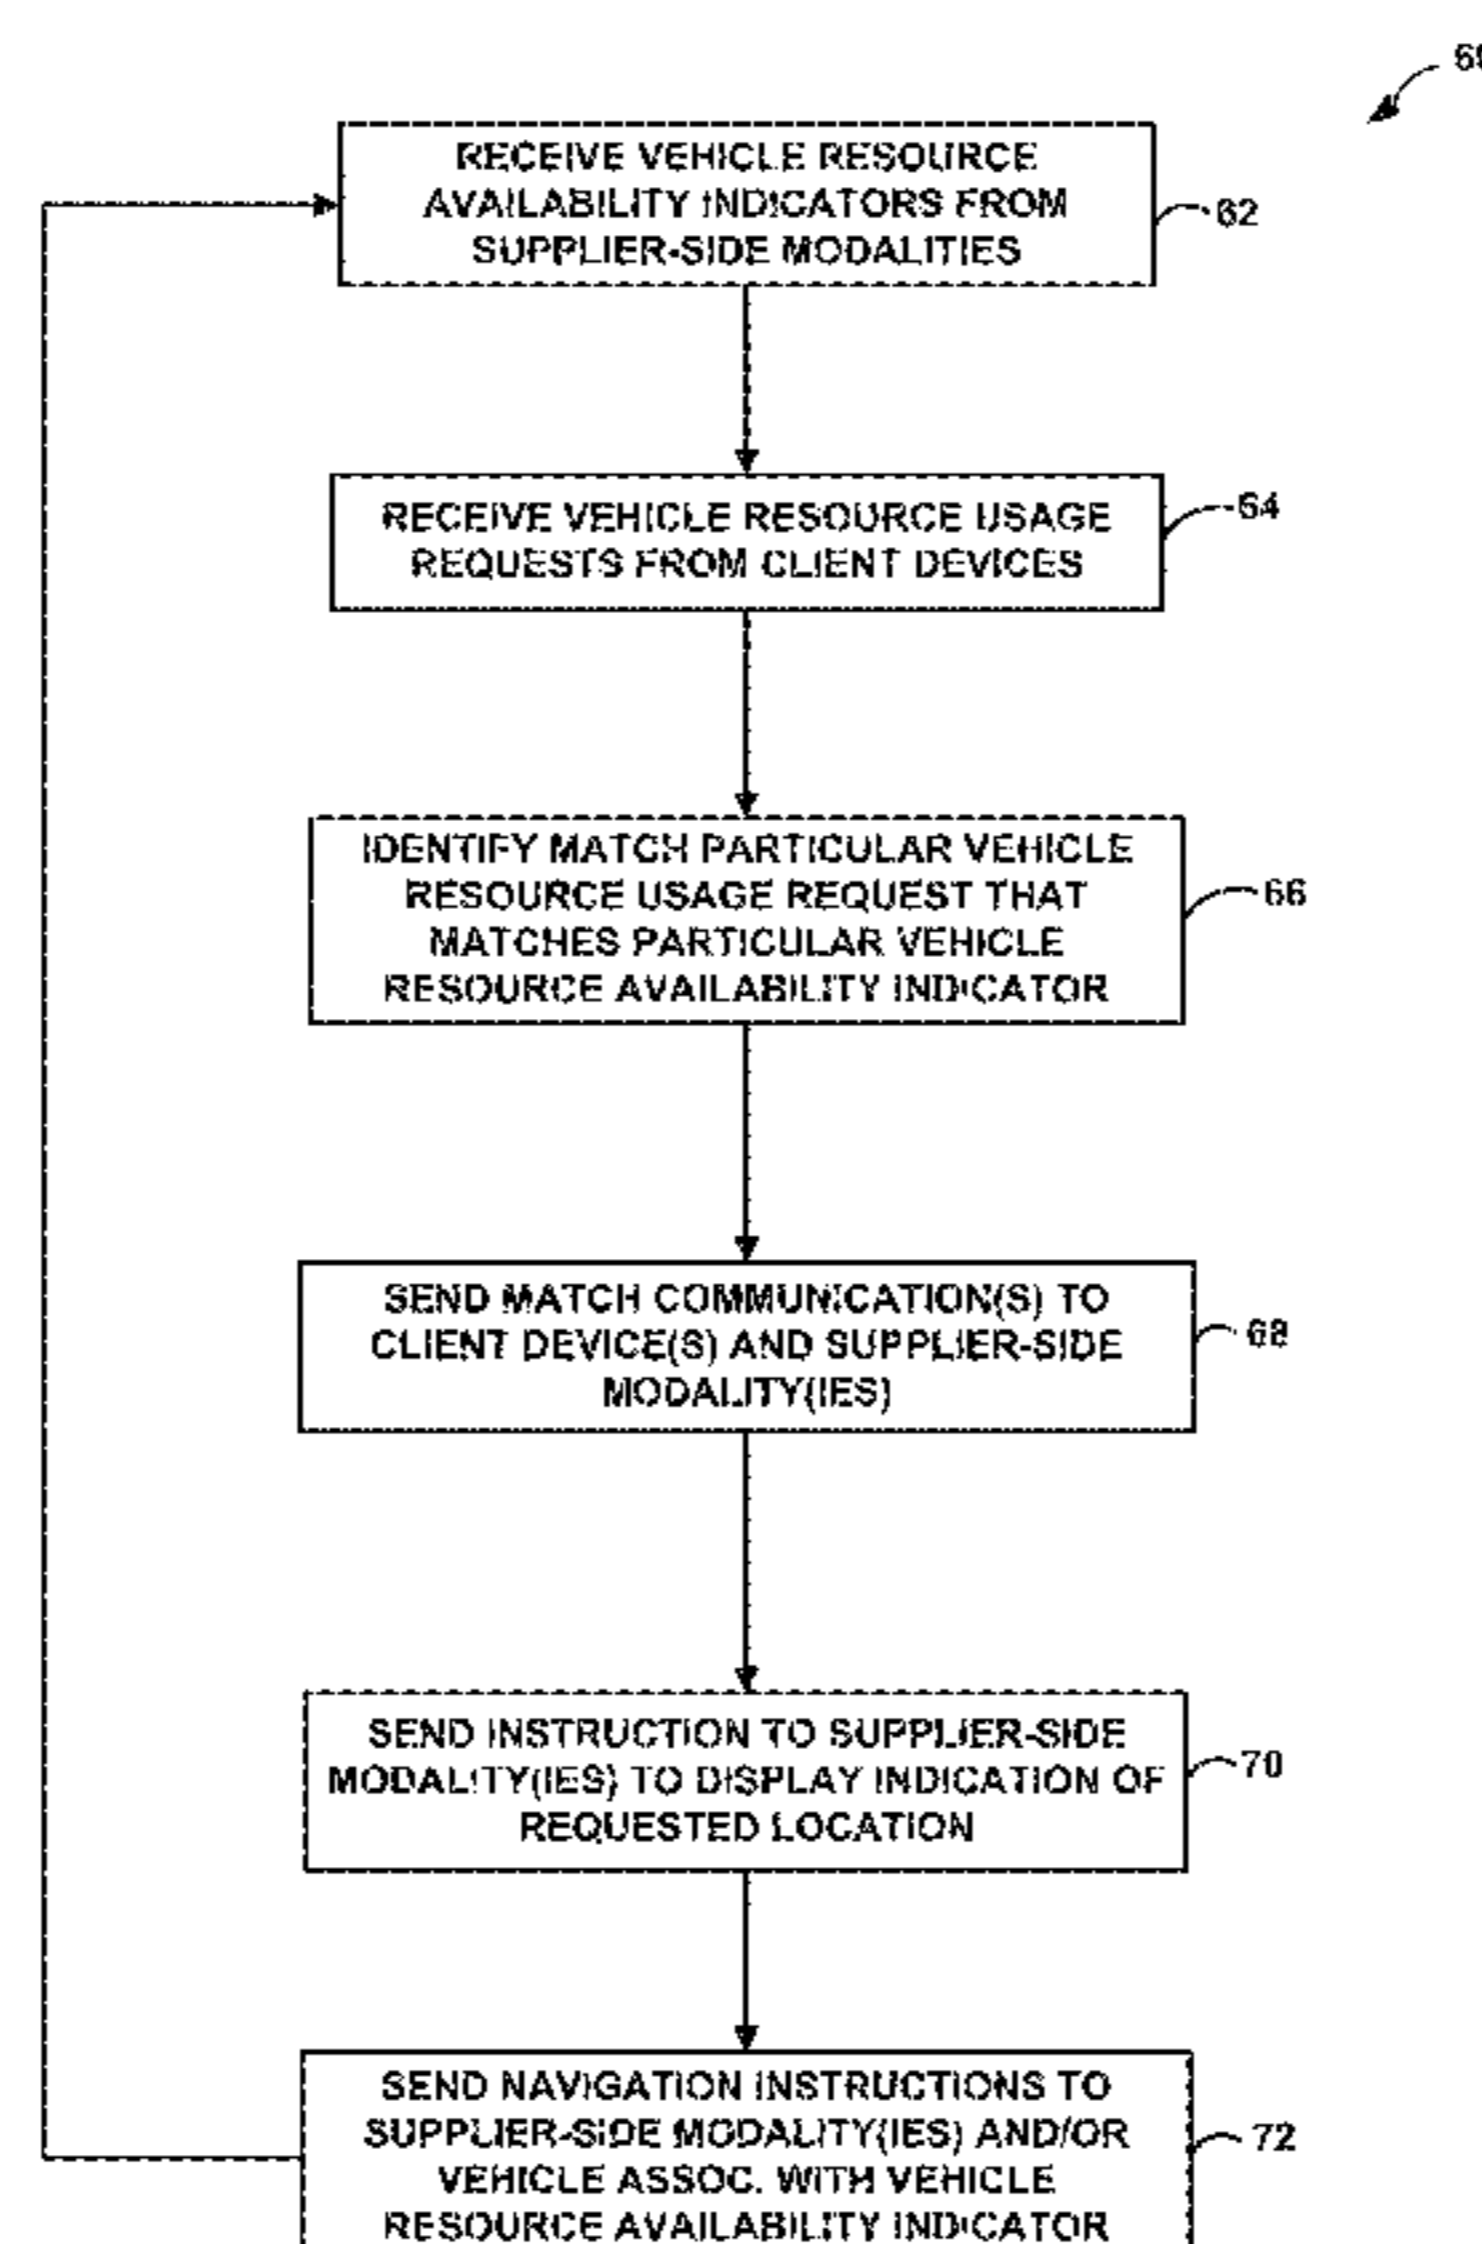 RECEIVE VEHICLE RESOURCE
AVAILABILITY INDICATORS FROM
SUPPLIER-SIDE MODALITIES
62
RECEIVE VEHICLE RESOURCE USAGE
REQUESTS FROM CLIENT DEVICES
64
IDENTIFY MATCH PARTICULAR VEHICLE
RESOURCE USAGE REQUEST THAT
MATCHES PARTICULAR VEHICLE
RESOURCE AVAILABILITY INDICATOR
66
SEND MATCH COMMUNICATION(S) TO
CLIENT DEVICE(S) AND SUPPLIER-SIDE
MODALITY(IES)
68
SEND INSTRUCTION TO SUPPLIER-SIDE
MODALITY(IES) TO DISPLAY INDICATION OF
REQUESTED LOCATION
70
SEND NAVIGATION INSTRUCTIONS TO
SUPPLIER-SIDE MODALITY(IES) AND/OR
VEHICLE ASSOC. WITH VEHICLE
RESOURCE AVAILABILITY INDICATOR
72